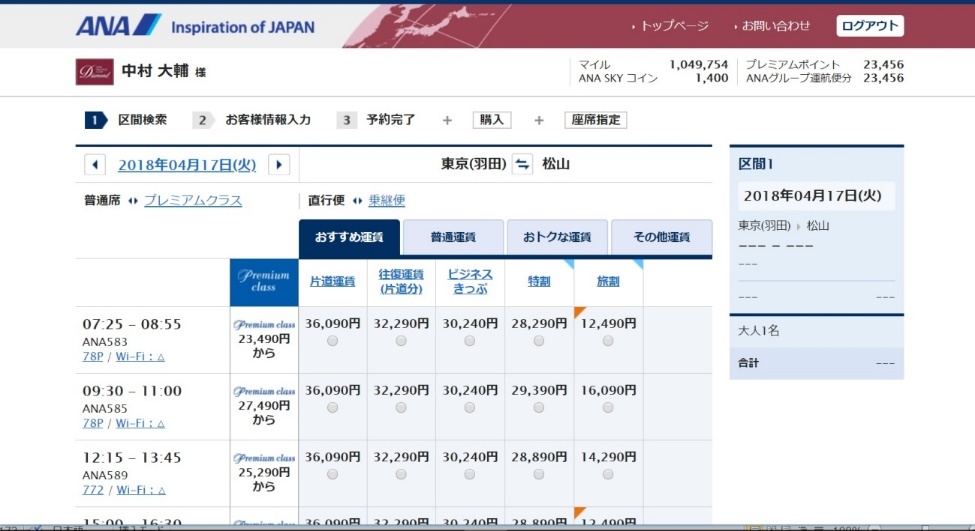 ANA Inspiration of JAPAN
トップページ お問い合わせ ログアウト
Diamond 中村 大輔 様
マイル 1,049,754 プレミアムポイント 23,456
ANA SKY コイン 1,400 ANAグループ運航便分 23,456
1 区間検索 2 お客様情報入力 3 予約完了 + 購入 + 座席指定
2018年04月17日(火) 東京(羽田) 松山
普通席 プレミアムクラス 直行便 乗継便
おすすめ運賃 普通運賃 おトクな運賃 その他運賃
Premium class 片道運賃 往復運賃(片道分) ビジネスきっぷ 特割 旅割
07:25 – 08:55 Premium class 36,090円 32,290円 30,240円 28,290円 12,490円
ANA583 23,490円
78P / Wi-Fi:△ から
09:30 – 11:00 Premium class 36,090円 32,290円 30,240円 29,390円 16,090円
ANA585 27,490円
78P / Wi-Fi:△ から
12:15 – 13:45 Premium class 36,090円 32,290円 30,240円 28,890円 14,290円
ANA589 25,290円
772 / Wi-Fi:△ から
15:00 – 16:30 Premium class 36,090円 32,290円 30,240円 28,890円 12,490円
区間1
2018年04月17日(火)
東京(羽田) 松山
--- – ---
---
--- ---
大人1名
合計 ---